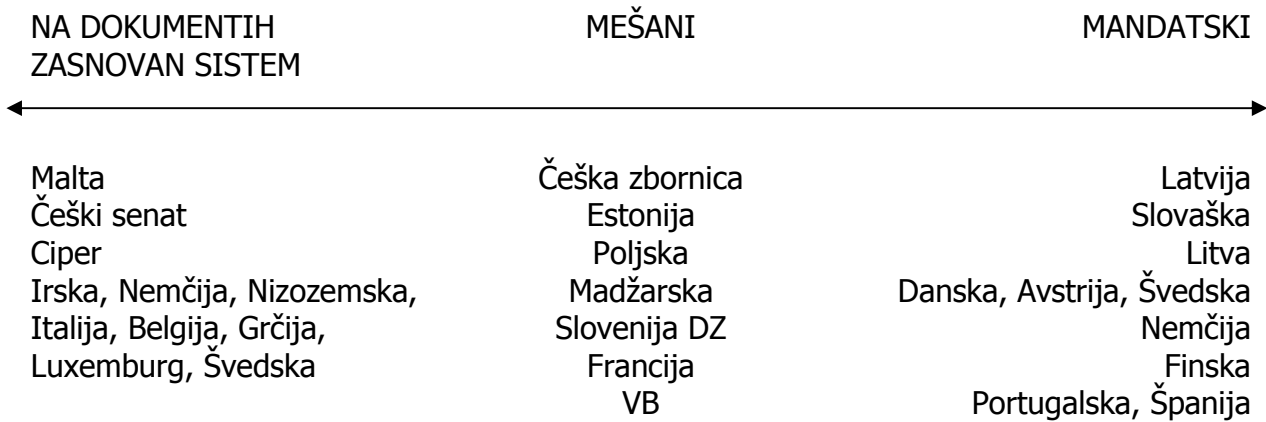 NA DOKUMENTIH
ZASNOVAN SISTEM
MEŠANI
MANDATSKI
Malta
Češki senat
Ciper
Irska, Nemčija, Nizozemska,
Italija, Belgija, Grčija,
Luxemburg, Švedska
Češka zbornica
Estonija
Poljska
Madžarska
Slovenija DZ
Francija
VB
Latvija
Slovaška
Litva
Danska, Avstrija, Švedska
Nemčija
Finska
Portugalska, Španija